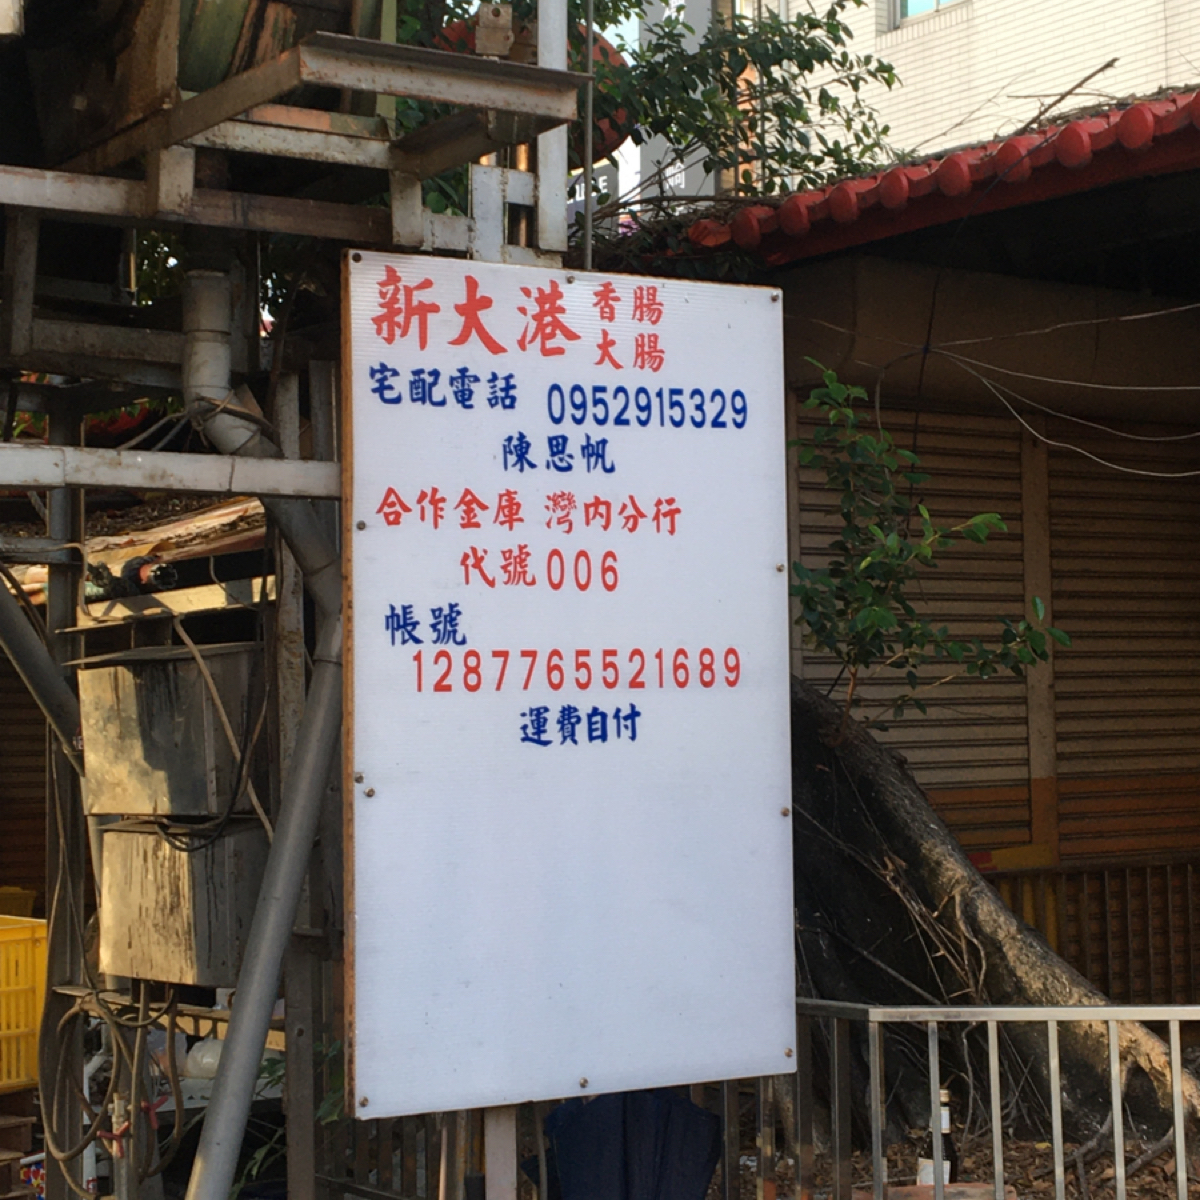 新大港 香腸
大腸
宅配電話 0952915329
陳思帆
合作金庫 灣內分行
代號006
帳號
1287765521689
運費自付